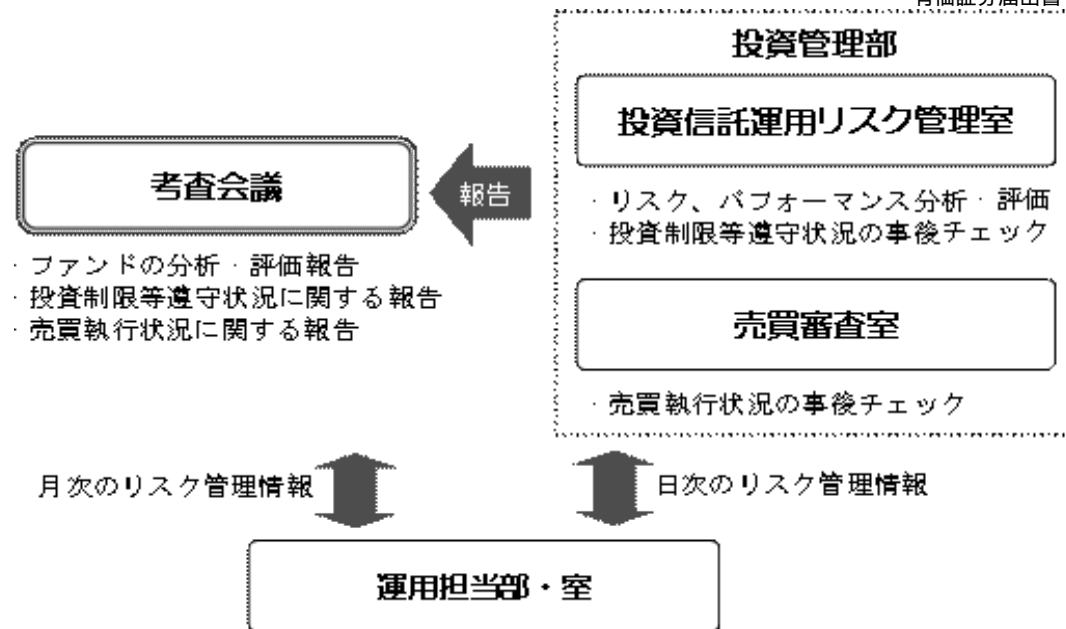 投資管理部
投資信託運用リスク管理室
考査会議
報告
・リスク、パフォーマンス分析・評価
・投資制限等遵守状況の事後チェック
・ファンドの分析・評価報告
・投資制限等遵守状況に関する報告
・売買執行状況に関する報告
売買審査室
・売買執行状況の事後チェック
月次のリスク管理情報
日次のリスク管理情報
運用担当部・室